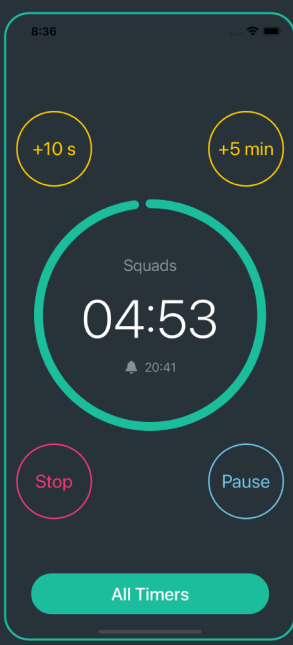 8:36
+10 s
+5 min
Squads
04:53
20:41
Stop
Pause
All Timers